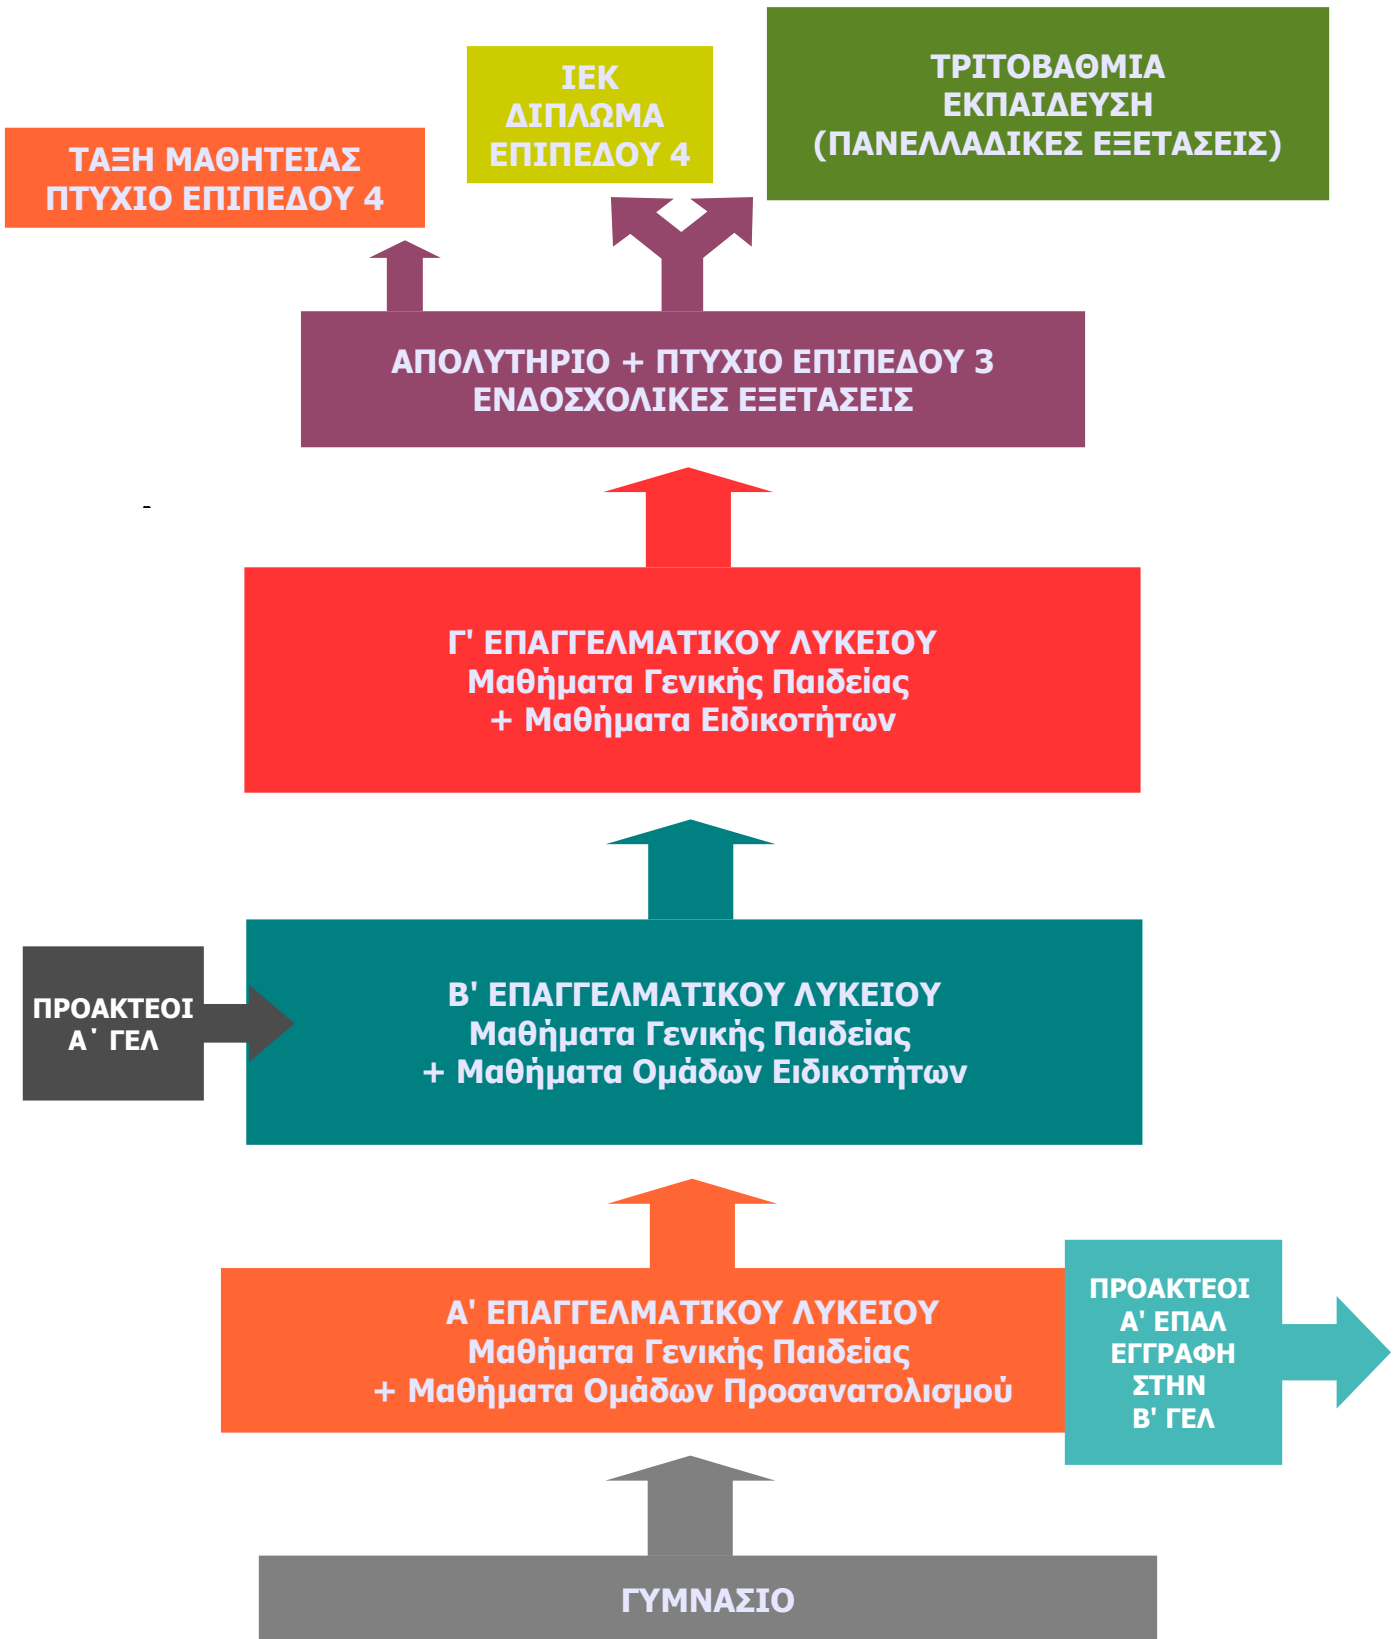 ΙΕΚ
ΔΙΠΛΩΜΑ
ΕΠΙΠΕΔΟΥ 4
ΤΡΙΤΟΒΑΘΜΙΑ
ΕΚΠΑΙΔΕΥΣΗ
(ΠΑΝΕΛΛΑΔΙΚΕΣ ΕΞΕΤΑΣΕΙΣ)
ΤΑΞΗ ΜΑΘΗΤΕΙΑΣ
ΠΤΥΧΙΟ ΕΠΙΠΕΔΟΥ 4
ΑΠΟΛΥΤΗΡΙΟ + ΠΤΥΧΙΟ ΕΠΙΠΕΔΟΥ 3
ΕΝΔΟΣΧΟΛΙΚΕΣ ΕΞΕΤΑΣΕΙΣ
Γ' ΕΠΑΓΓΕΛΜΑΤΙΚΟΥ ΛΥΚΕΙΟΥ
Μαθήματα Γενικής Παιδείας
+ Μαθήματα Ειδικοτήτων
ΠΡΟΑΚΤΕΟΙ
Α΄ ΓΕΛ
Β' ΕΠΑΓΓΕΛΜΑΤΙΚΟΥ ΛΥΚΕΙΟΥ
Μαθήματα Γενικής Παιδείας
+ Μαθήματα Ομάδων Ειδικοτήτων
Α' ΕΠΑΓΓΕΛΜΑΤΙΚΟΥ ΛΥΚΕΙΟΥ
Μαθήματα Γενικής Παιδείας
+ Μαθήματα Ομάδων Προσανατολισμού
ΠΡΟΑΚΤΕΟΙ
Α' ΕΠΑΛ
ΕΓΓΡΑΦΗ
ΣΤΗΝ
Β' ΓΕΛ
ΓΥΜΝΑΣΙΟ